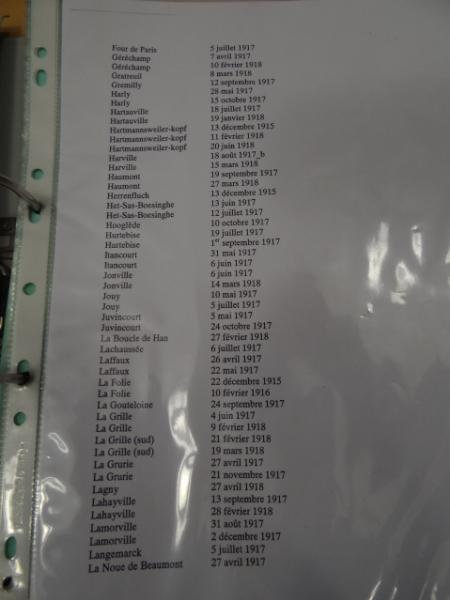 Four de Paris 5 juillet 1917
Géréchamp 7 avril 1917
Géréchamp 10 février 1918
Gratreuil 8 mars 1918
Gremilly 12 septembre 1917
Harly 28 mai 1917
Harly 15 octobre 1917
Hartauville 18 juillet 1917
Hartauville 19 janvier 1918
Hartmannsweiler-kopf 13 décembre 1915
Hartmannsweiler-kopf 11 février 1918
Hartmannsweiler-kopf 20 juin 1918
Harville 18 août 1917_b
Harville 15 mars 1918
Haumont 19 septembre 1917
Haumont 27 mars 1918
Herrenfluch 13 décembre 1915
Het-Sas-Boesinghe 13 juin 1917
Het-Sas-Boesinghe 12 juillet 1917
Hooglède 10 octobre 1917
Hurtebise 19 juillet 1917
Hurtebise 1er septembre 1917
Itancourt 31 mai 1917
Itancourt 6 juin 1917
Jonville 6 juin 1917
Jonville 14 mars 1918
Jouy 10 mai 1917
Jouy 5 juillet 1917
Juvincourt 5 mai 1917
Juvincourt 24 octobre 1917
La Boucle de Han 27 février 1918
Lachaussée 6 juillet 1917
Laffaux 26 avril 1917
Laffaux 22 mai 1917
La Folie 22 décembre 1915
La Folie 10 février 1916
La Gouteloine 24 septembre 1917
La Grille 4 juin 1917
La Grille 9 février 1918
La Grille (sud) 21 février 1918
La Grille (sud) 19 mars 1918
La Grurie 27 avril 1917
La Grurie 21 novembre 1917
Lagny 27 avril 1918
Lahayville 13 septembre 1917
Lahayville 28 février 1918
Lamorville 31 août 1917
Lamorville 2 décembre 1917
Langemarck 5 juillet 1917
La Noue de Beaumont 27 avril 1917